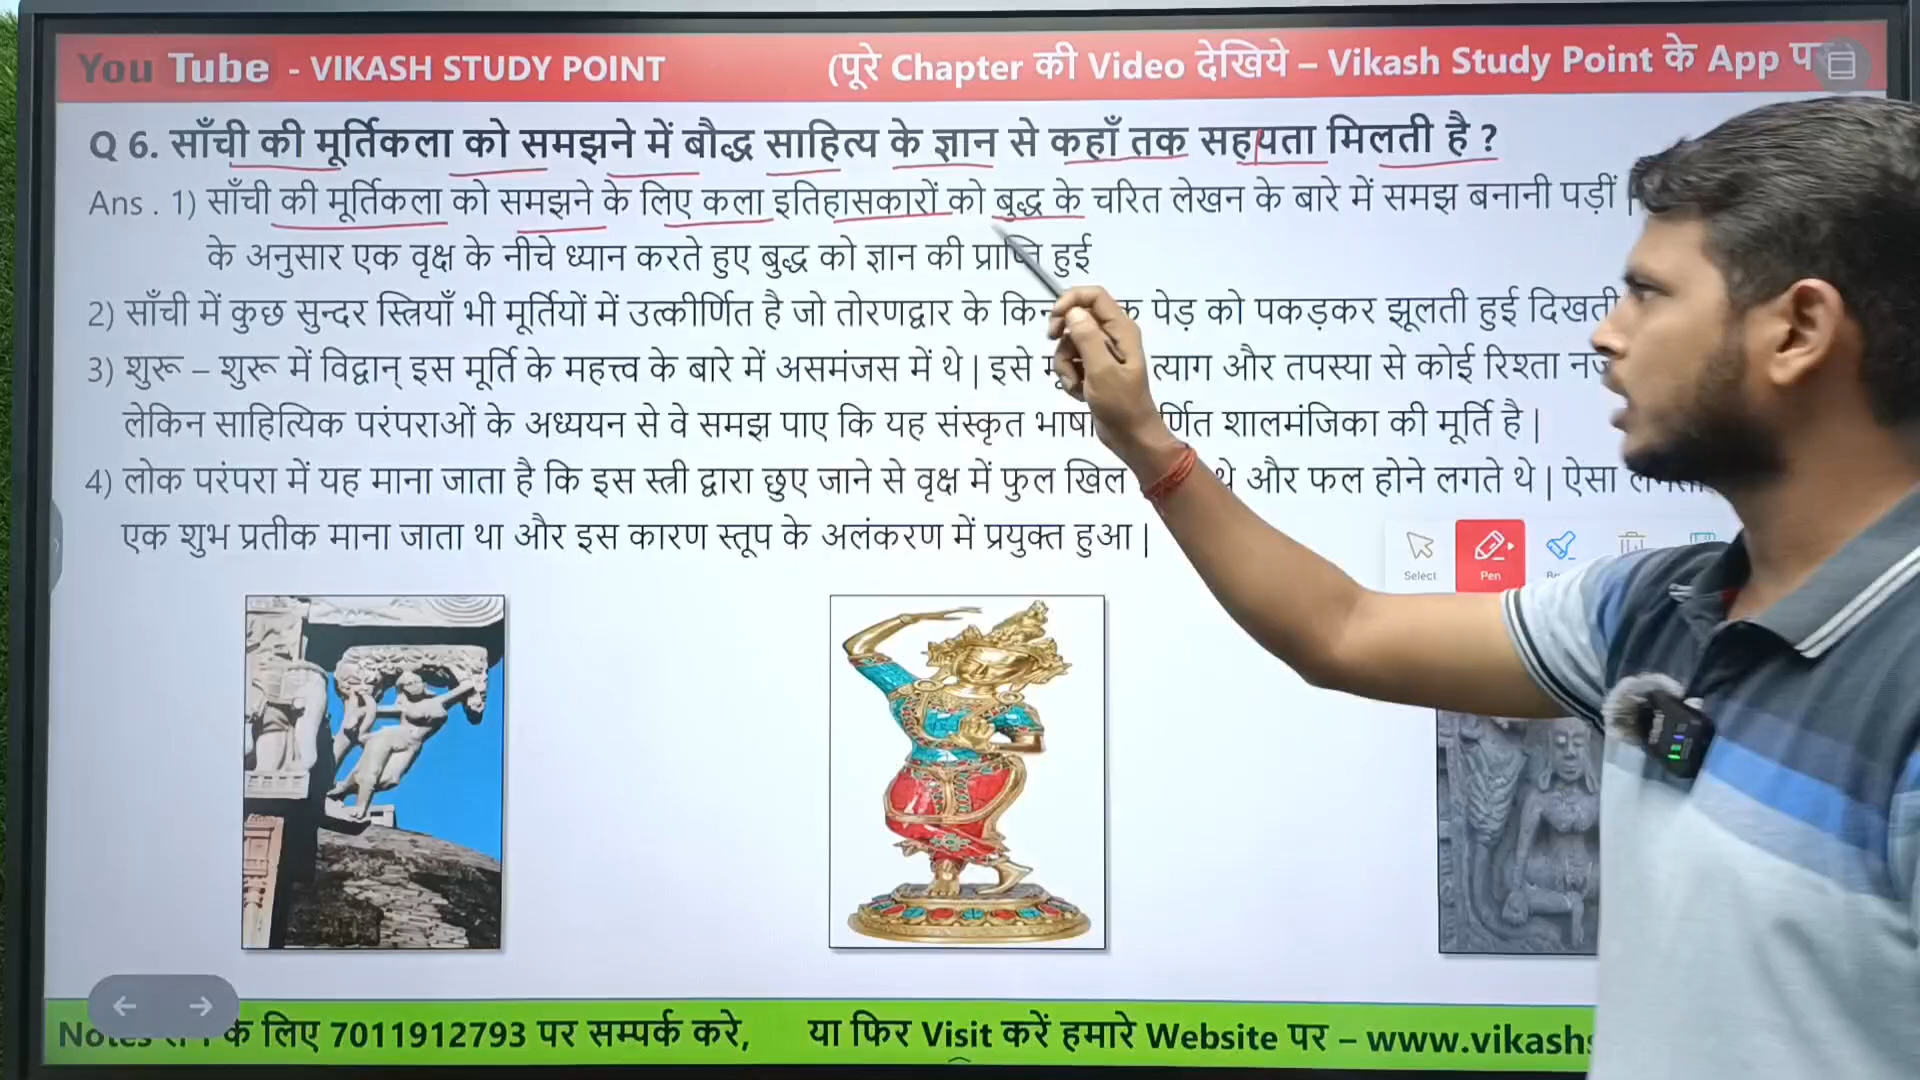 You Tube - VIKASH STUDY POINT (पूरे Chapter की Video देखिये – Vikash Study Point के App
Q 6. साँची की मूर्तिकला को समझने में बौद्ध साहित्य के ज्ञान से कहाँ तक सहायता मिलती है ?
Ans . 1) साँची की मूर्तिकला को समझने के लिए कला इतिहासकारों को बुद्ध के चरित लेखन के बारे में समझ बनानी पड़ीं |
के अनुसार एक वृक्ष के नीचे ध्यान करते हुए बुद्ध को ज्ञान की प्राप्ति हुई
2) साँची में कुछ सुन्दर स्त्रियाँ भी मूर्तियों में उत्कीर्णित है जो तोरणद्वार के पेड़ को पकड़कर झूलती हुई
3) शुरू – शुरू में विद्वान् इस मूर्ति के महत्त्व के बारे में असमंजस में थे | इसे त्याग और तपस्या से कोई रिश्ता
लेकिन साहित्यिक परंपराओं के अध्ययन से वे समझ पाए कि यह संस्कृत शालमंजिका की मूर्ति है |
4) लोक परंपरा में यह माना जाता है कि इस स्त्री द्वारा छुए जाने से वृक्ष में फुल खिल थे और फल होने लगते थे | ऐसा
एक शुभ प्रतीक माना जाता था और इस कारण स्तूप के अलंकरण में प्रयुक्त हुआ |
Select Pen
Notes के लिए 7011912793 पर सम्पर्क करे, या फिर Visit करें हमारे Website पर –